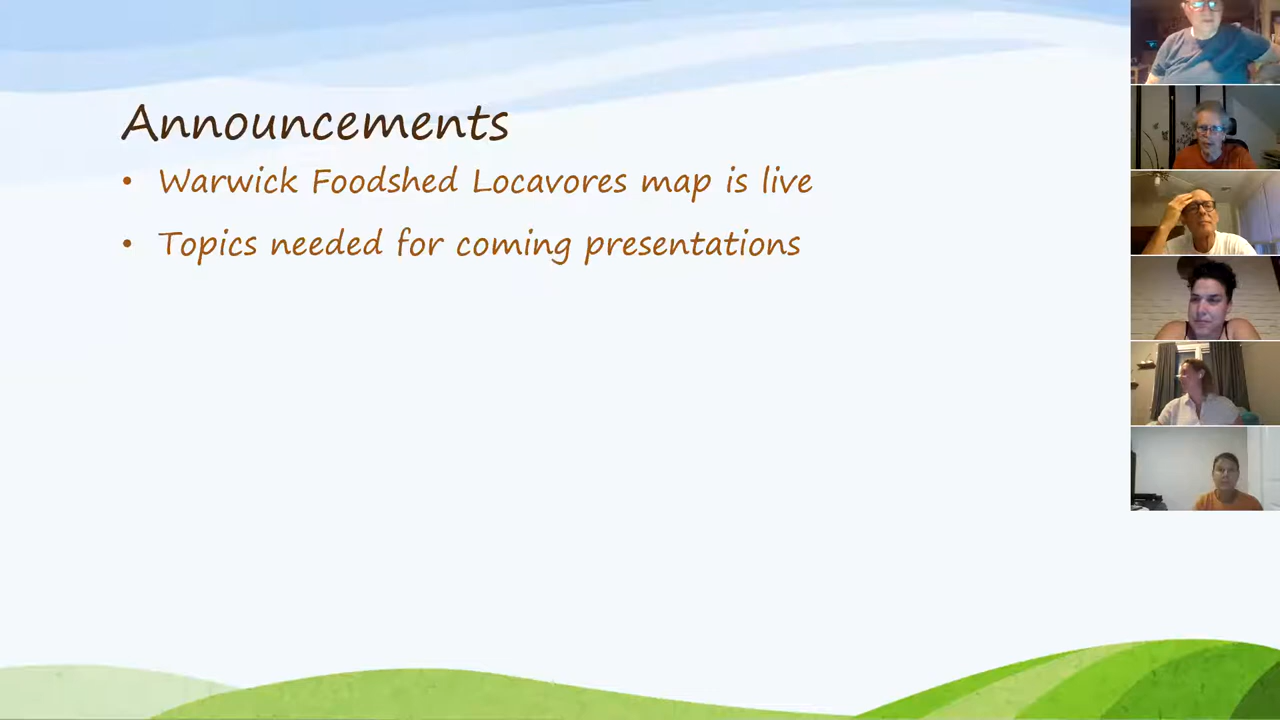 Announcements
• Warwick Foodshed Locavores map is live
• Topics needed for coming presentations